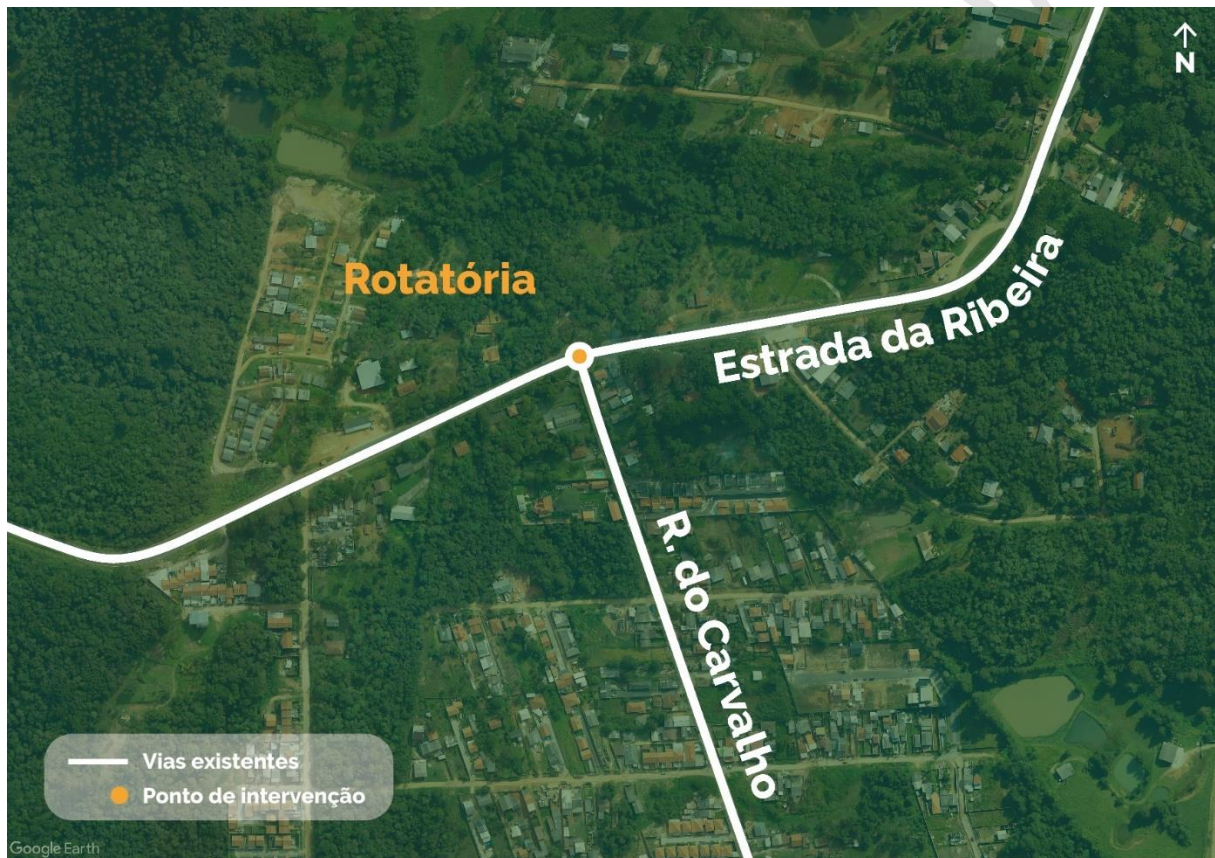 N
Rotatória
Estrada da Ribeira
R. do Carvalho
Vias existentes
Ponto de intervenção
Google Earth